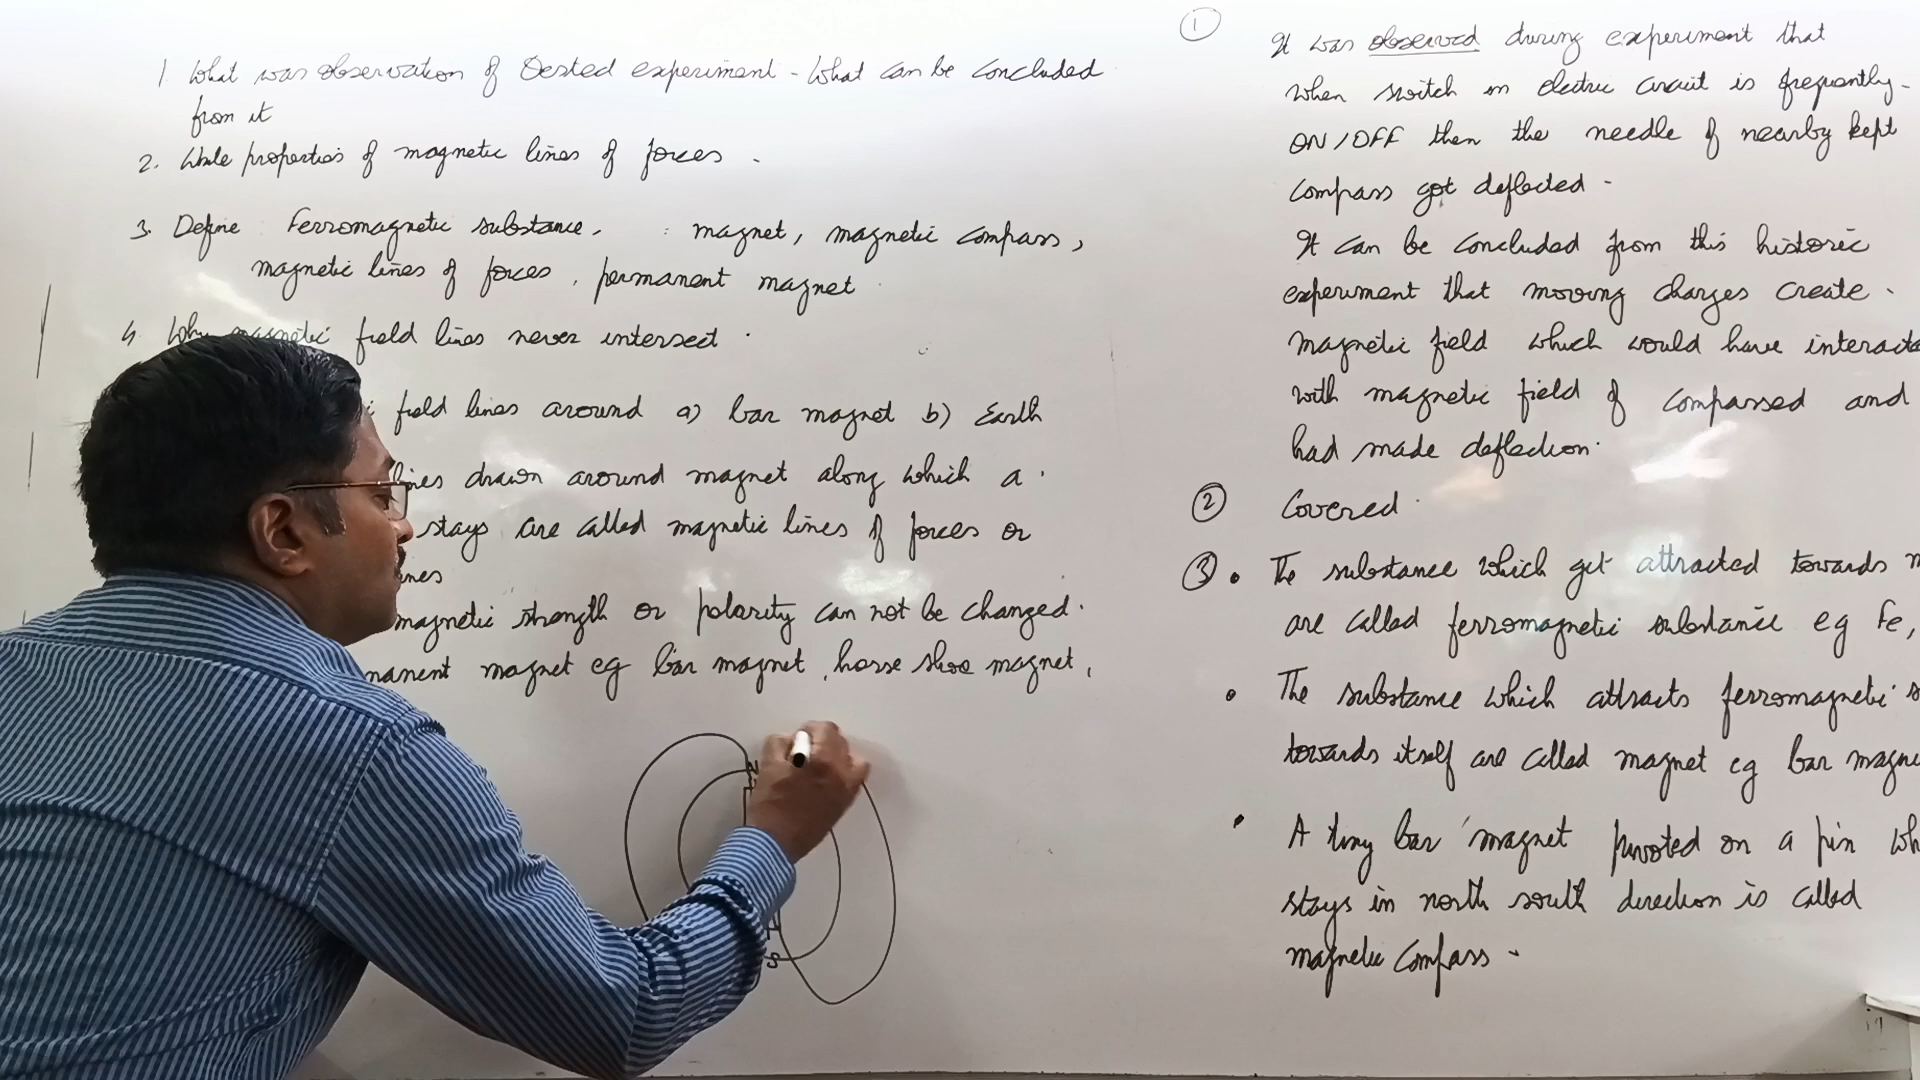 1. What was observation of Oested experiment - What can be concluded
from it
2. While properties of magnetic lines of forces .
3. Define Ferromagnetic substance, : magnet, magnetic compass,
magnetic lines of forces, permanent magnet
4. Why magnetic field lines never intersect .
field lines around a) bar magnet b) Earth
lines drawn around magnet along which a
stays are called magnetic lines of forces or
magnetic strength or polarity can not be changed.
magnet eg bar magnet, horse shoe magnet,
S
1
It was observed during experiment that
when switch in electric circuit is frequently
ON/OFF then the needle of nearby kept
compass got deflected -
It can be concluded from this historic
experiment that moving charges create
magnetic field which would have
with magnetic field of compassed and
had made deflection.
2 Covered
3 • The substance which get attracted towards
are called ferromagnetic substance eg Fe,
• The substance which attracts ferromagnetic
towards itself are called magnet eg bar
• A tiny bar magnet pivoted on a pin
stays in north south direction is called
magnetic compass -